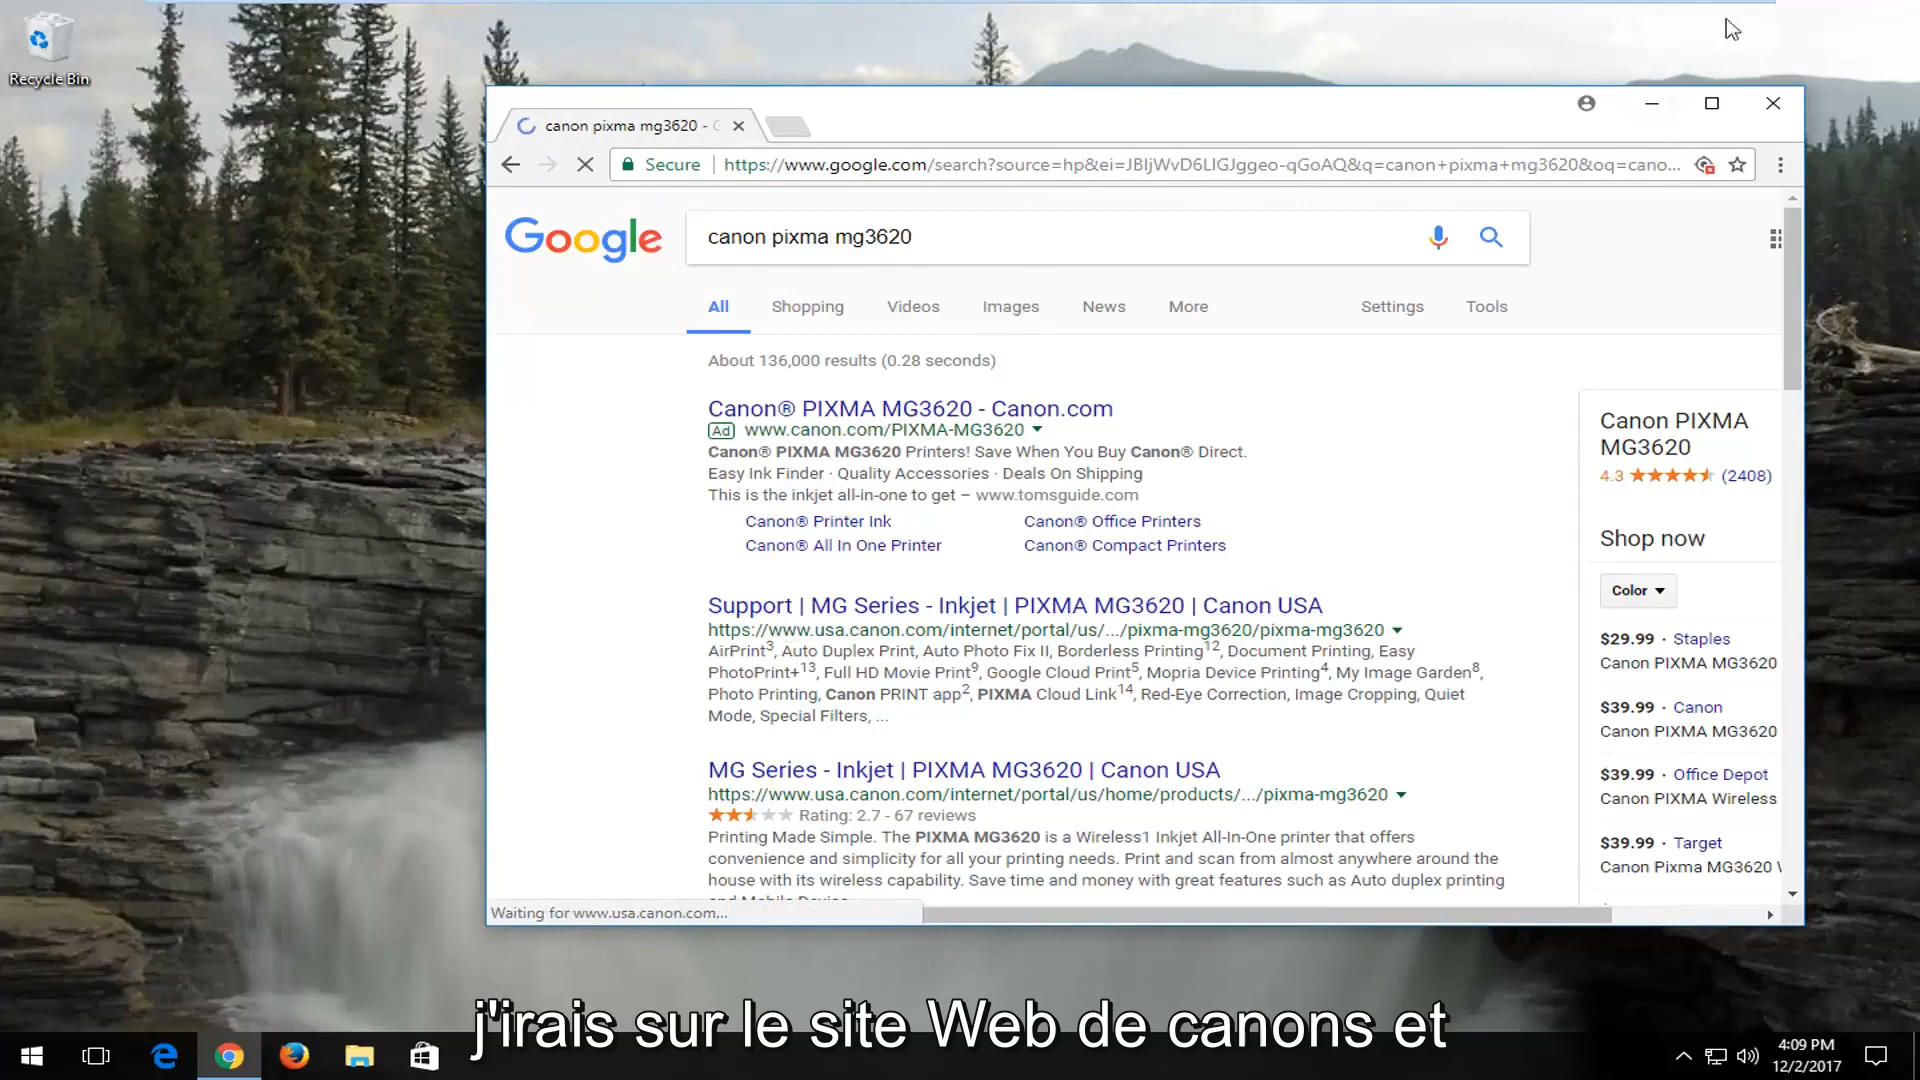 Recycle Bin
canon pixma mg3620 -
Secure
https://www.google.com/search?source=hp&ei=JBIjWvD6LIGJggeo-qGoAQ&q=canon+pixma+mg3620&oq=cano...
Google
canon pixma mg3620
All Shopping Videos Images News More Settings Tools
About 136,000 results (0.28 seconds)
Canon® PIXMA MG3620 - Canon.com
Ad www.canon.com/PIXMA-MG3620
Canon® PIXMA MG3620 Printers! Save When You Buy Canon® Direct.
Easy Ink Finder · Quality Accessories · Deals On Shipping
This is the inkjet all-in-one to get – www.tomsguide.com
Canon® Printer Ink Canon® Office Printers
Canon® All In One Printer Canon® Compact Printers
Support | MG Series - Inkjet | PIXMA MG3620 | Canon USA
https://www.usa.canon.com/internet/portal/us/.../pixma-mg3620/pixma-mg3620
AirPrint3, Auto Duplex Print, Auto Photo Fix II, Borderless Printing12, Document Printing, Easy
PhotoPrint+13, Full HD Movie Print9, Google Cloud Print5, Mopria Device Printing4, My Image Garden8,
Photo Printing, Canon PRINT app2, PIXMA Cloud Link14, Red-Eye Correction, Image Cropping, Quiet
Mode, Special Filters, ...
MG Series - Inkjet | PIXMA MG3620 | Canon USA
https://www.usa.canon.com/internet/portal/us/home/products/.../pixma-mg3620
Rating: 2.7 - 67 reviews
Printing Made Simple. The PIXMA MG3620 is a Wireless1 Inkjet All-In-One printer that offers
convenience and simplicity for all your printing needs. Print and scan from almost anywhere around the
house with its wireless capability. Save time and money with great features such as Auto duplex printing
Canon PIXMA
MG3620
4.3 (2408)
Shop now
Color
$29.99 · Staples
Canon PIXMA MG3620
$39.99 · Canon
Canon PIXMA MG3620
$39.99 · Office Depot
Canon PIXMA Wireless
$39.99 · Target
Canon Pixma MG3620
Waiting for www.usa.canon.com...
j'irais sur le site Web de canons et
4:09 PM
12/2/2017